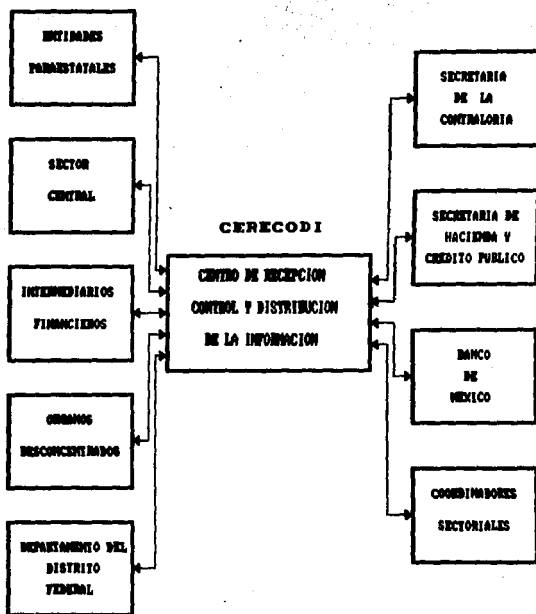 ENTIDADES
PARAESTATALES
SECTOR
CENTRAL
INTERMEDIARIOS
FINANCIEROS
ORGANOS
DESCONCENTRADOS
DEPARTAMENTO DEL
DISTRITO
FEDERAL
CERECODI
CENTRO DE RECEPCION
CONTROL Y DISTRIBUCION
DE LA INFORMACION
SECRETARIA
DE LA
CONTRALORIA
SECRETARIA DE
HACIENDA Y
CREDITO PUBLICO
BANCO
DE
MEXICO
COORDINADORES
SECTORIALES